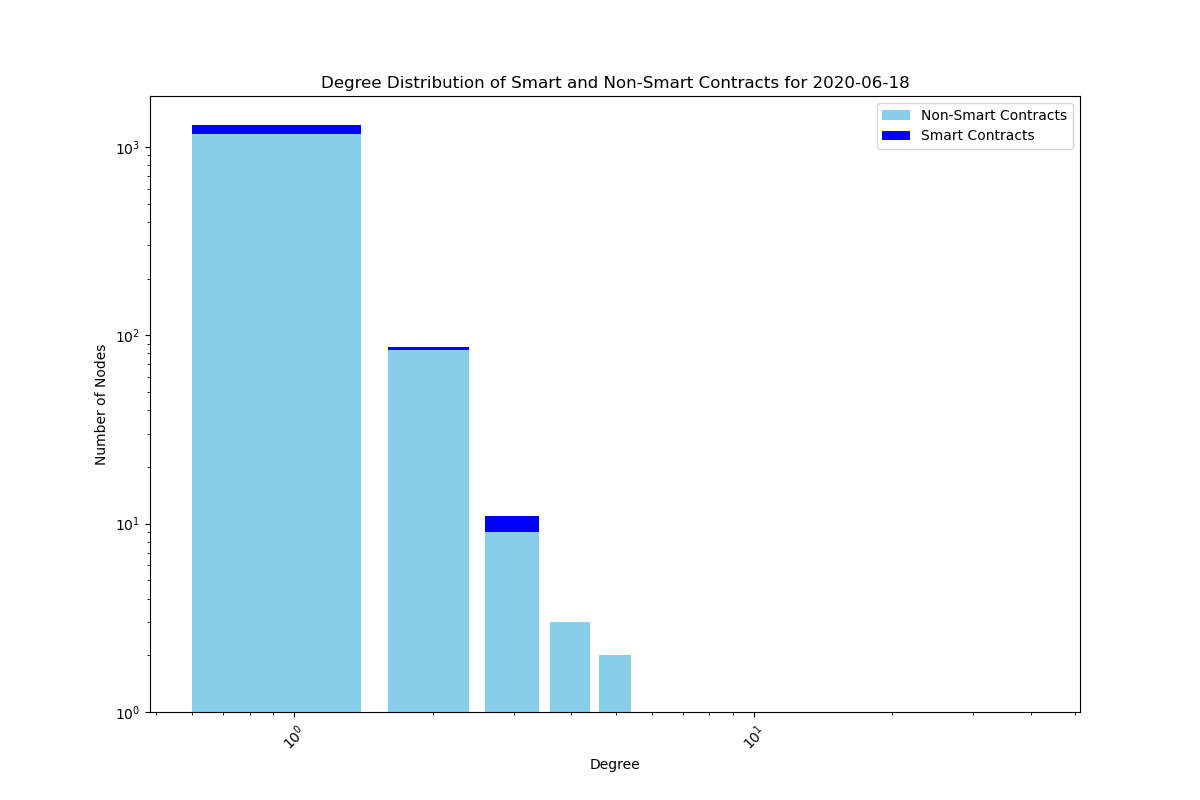 Degree Distribution of Smart and Non-Smart Contracts for 2020-06-18
Non-Smart Contracts
Smart Contracts
Number of Nodes
10³
10²
10¹
10⁰
10⁰
10¹
Degree